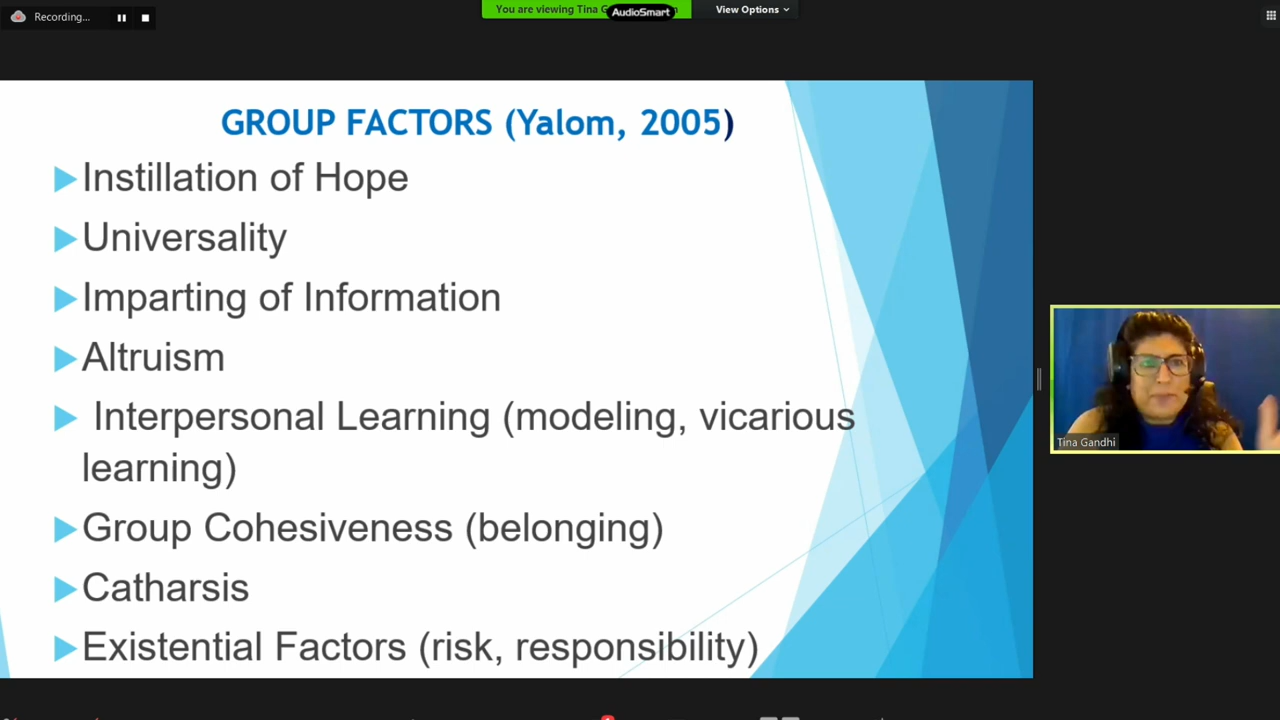 Recording...
You are viewing Tina G
AudioSmart
View Options
GROUP FACTORS (Yalom, 2005)
Instillation of Hope
Universality
Imparting of Information
Altruism
Interpersonal Learning (modeling, vicarious
learning)
Group Cohesiveness (belonging)
Catharsis
Existential Factors (risk, responsibility)
Tina Gandhi